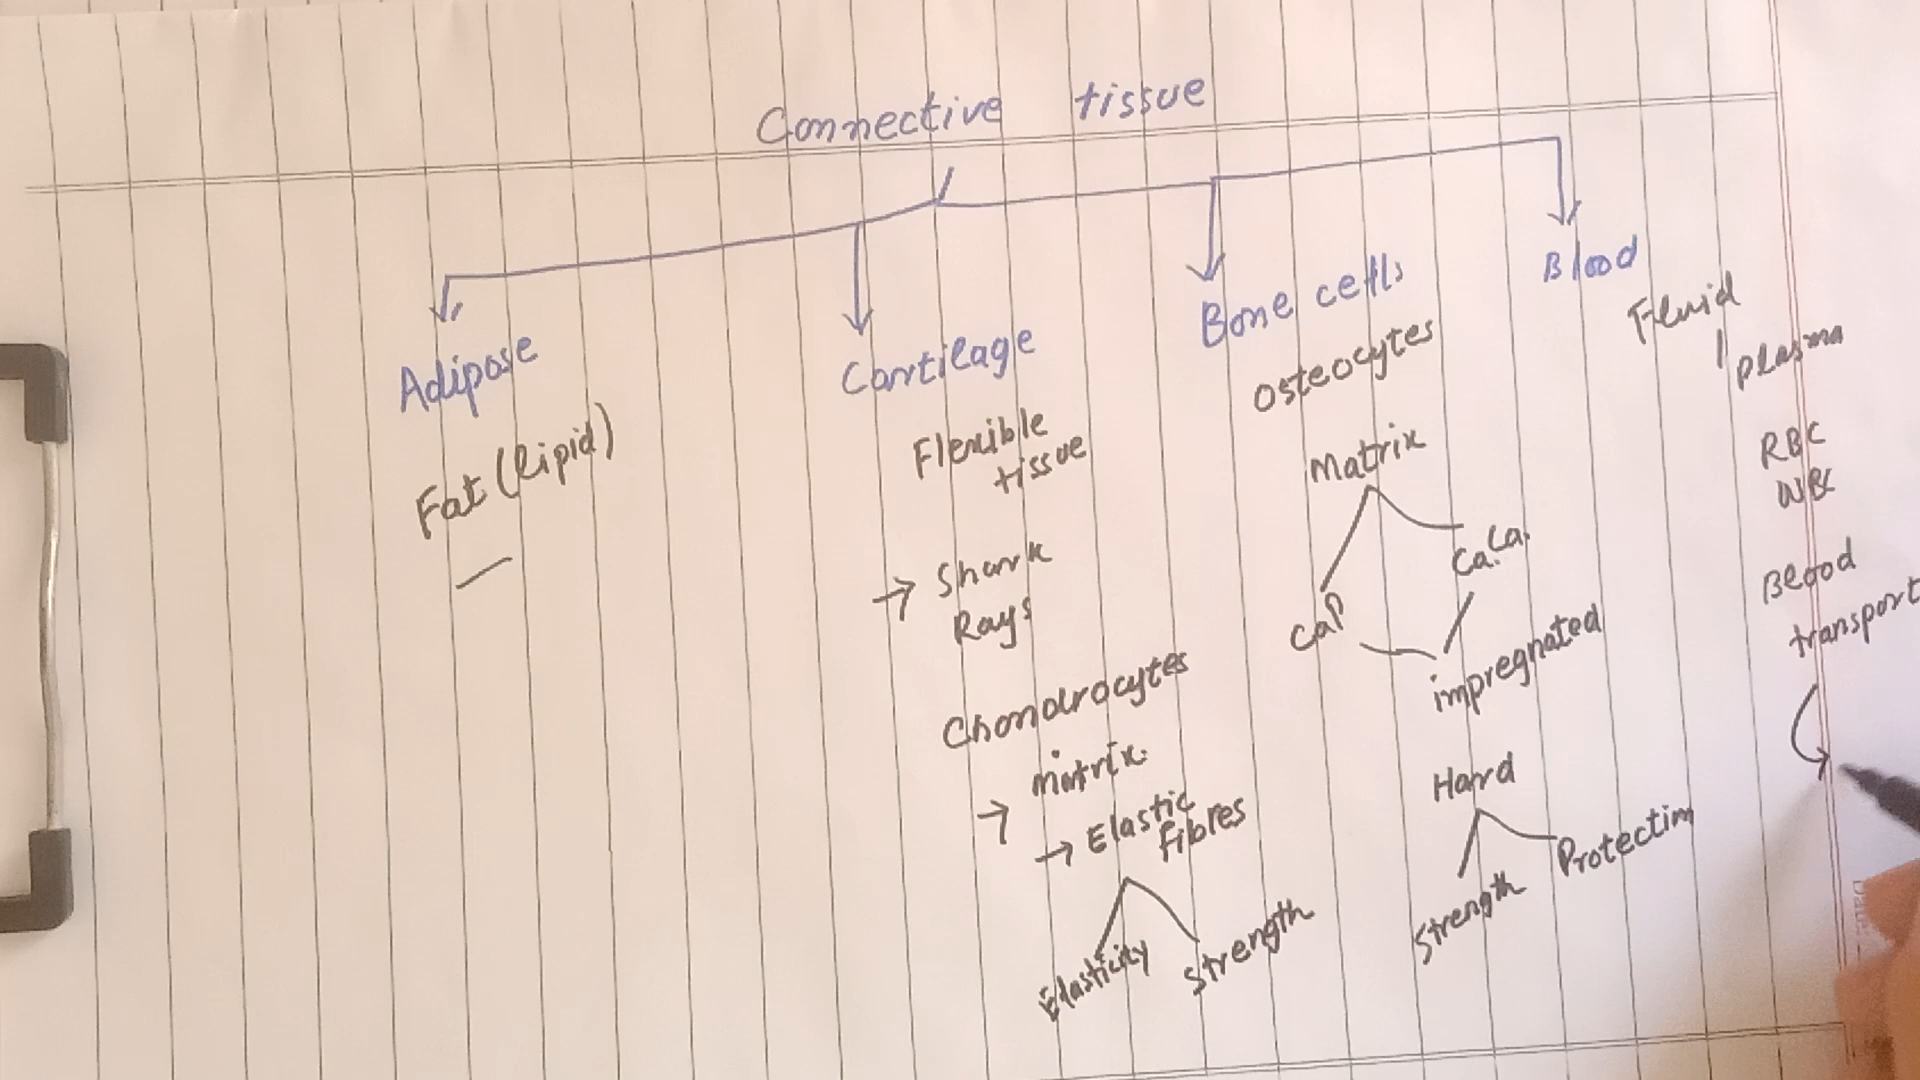 Connective tissue
Adipose
Fat (lipid)
Cartilage
Flexible
tissue
→ Shark
Rays
Chondrocytes
→ matrix.
→ Elastic
fibres
Elasticity
Strength
Bone cells
Osteocytes
Matrix
CaP
impregnated
Hard
Strength
Protection
Blood
Fluid
plasma
RBC
WBC
Blood
transport